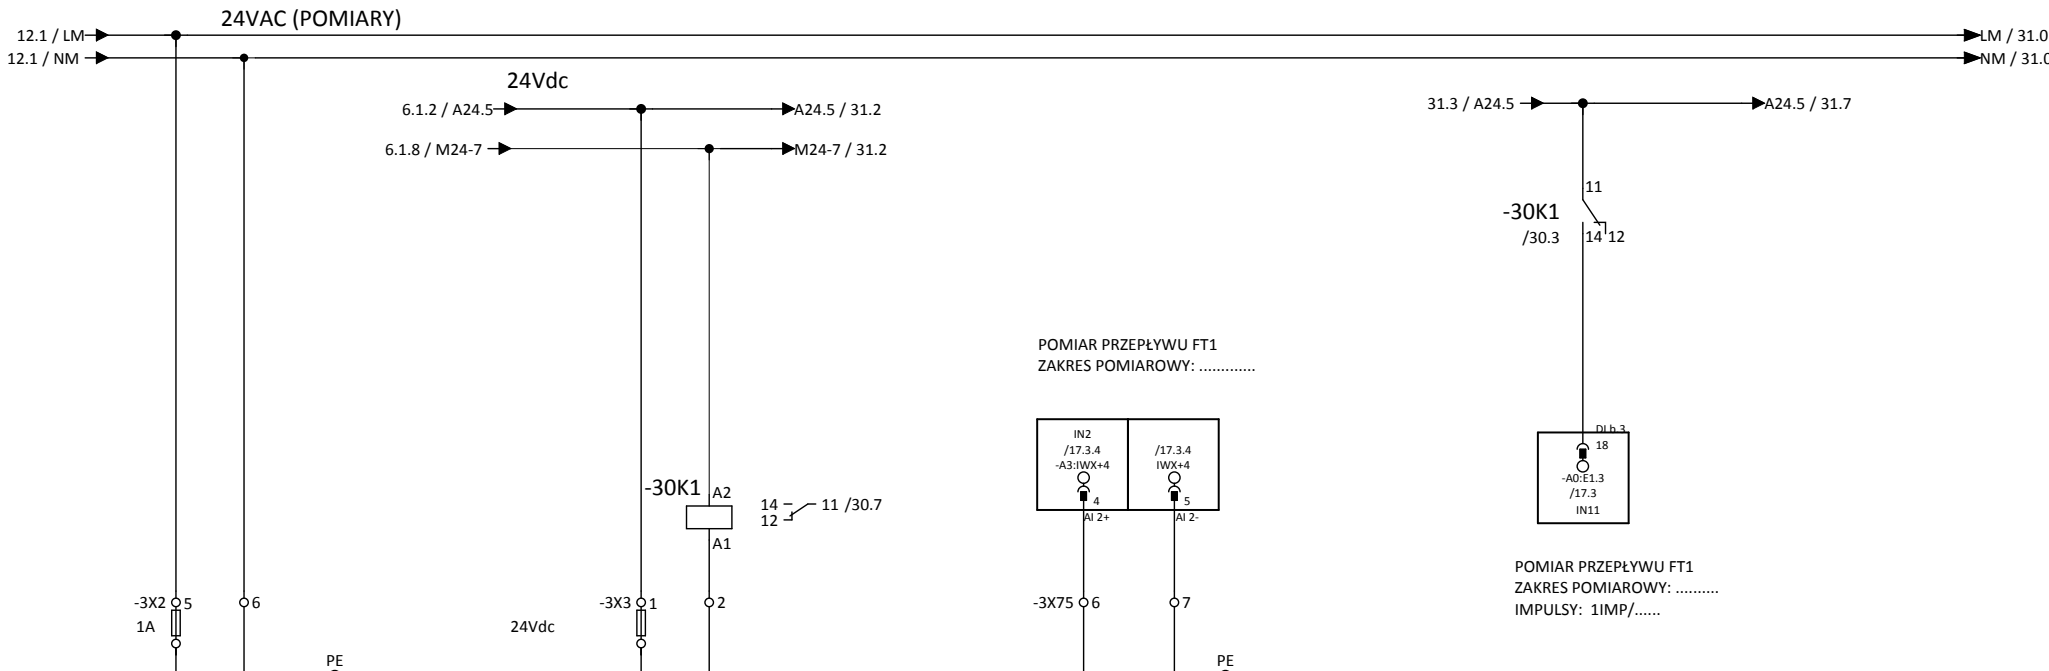 24VAC (POMIARY)
12.1 / LM
LM / 31.0
12.1 / NM
NM / 31.0
24Vdc
6.1.2 / A24.5
A24.5 / 31.2
31.3 / A24.5
A24.5 / 31.7
6.1.8 / M24-7
M24-7 / 31.2
11
-30K1
/30.3
14 12
POMIAR PRZEPŁYWU FT1
ZAKRES POMIAROWY: .............
IN2
/17.3.4
-A3:IWX+4
4
AI 2+
/17.3.4
IWX+4
5
AI 2-
DI b.3
18
-A0:E1.3
/17.3
IN11
-30K1
A2
A1
14
12
11 /30.7
POMIAR PRZEPŁYWU FT1
ZAKRES POMIAROWY: ..........
IMPULSY: 1IMP/......
-3X2 5
6
1A
-3X3 1
2
24Vdc
-3X75 6
7
PE
PE